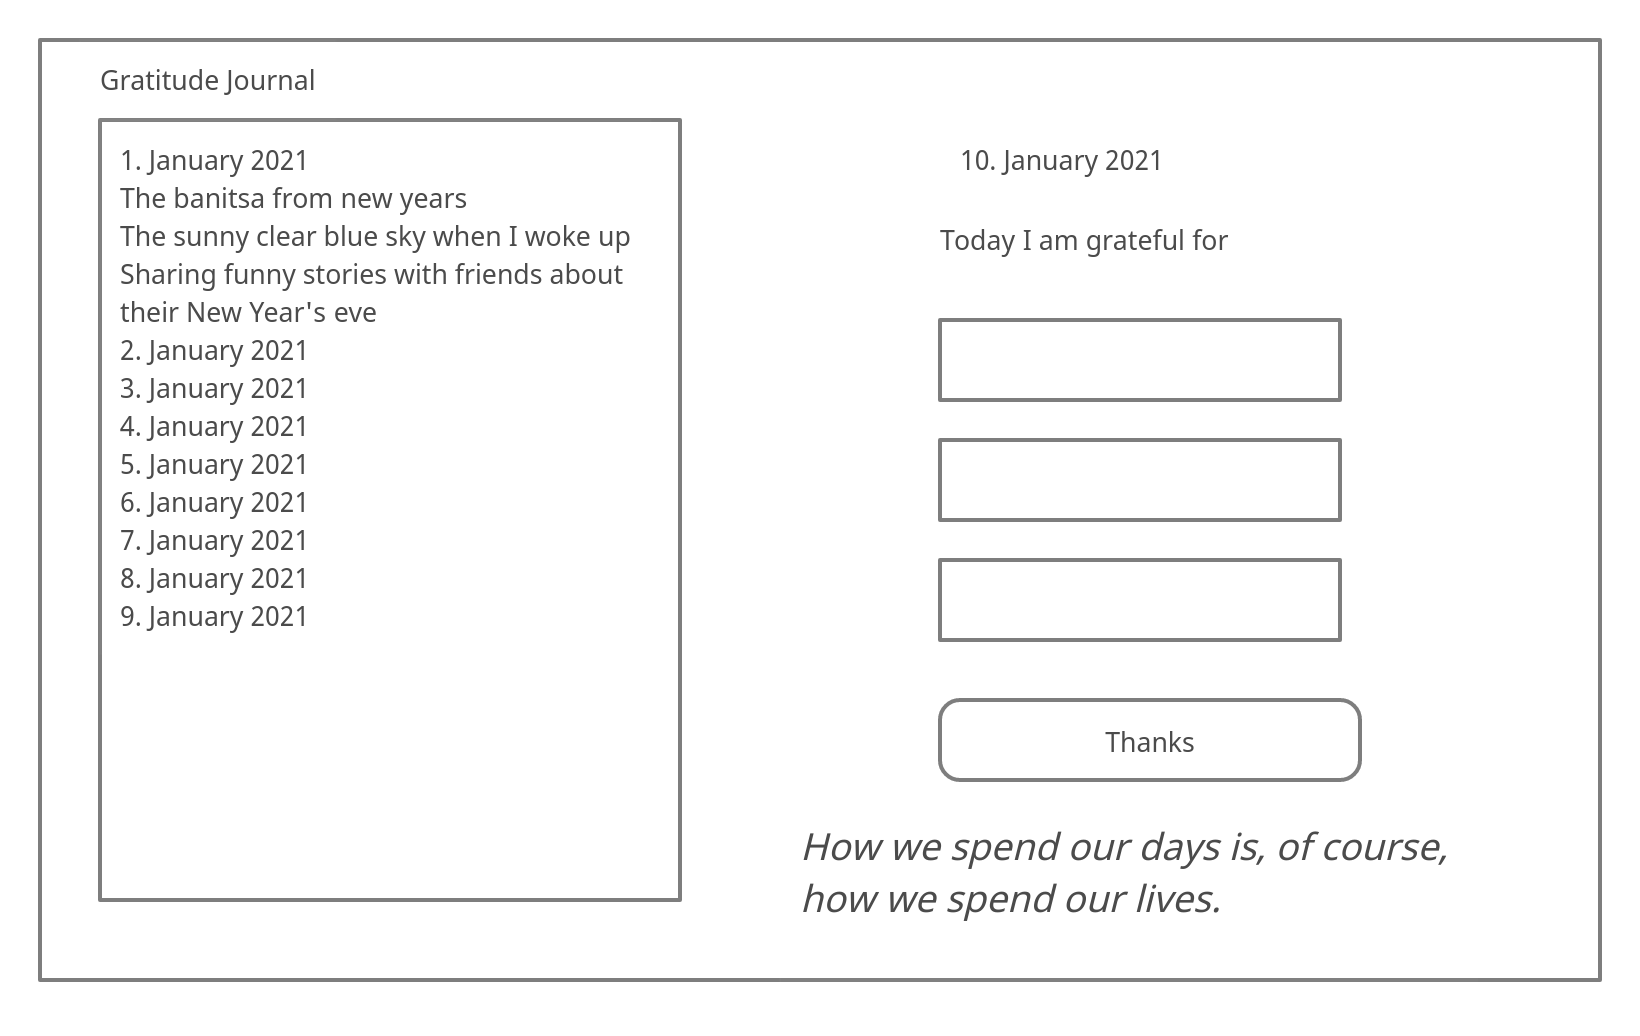 Gratitude Journal
1. January 2021
The banitsa from new years
The sunny clear blue sky when I woke up
Sharing funny stories with friends about
their New Year's eve
2. January 2021
3. January 2021
4. January 2021
5. January 2021
6. January 2021
7. January 2021
8. January 2021
9. January 2021
10. January 2021
Today I am grateful for
Thanks
How we spend our days is, of course,
how we spend our lives.